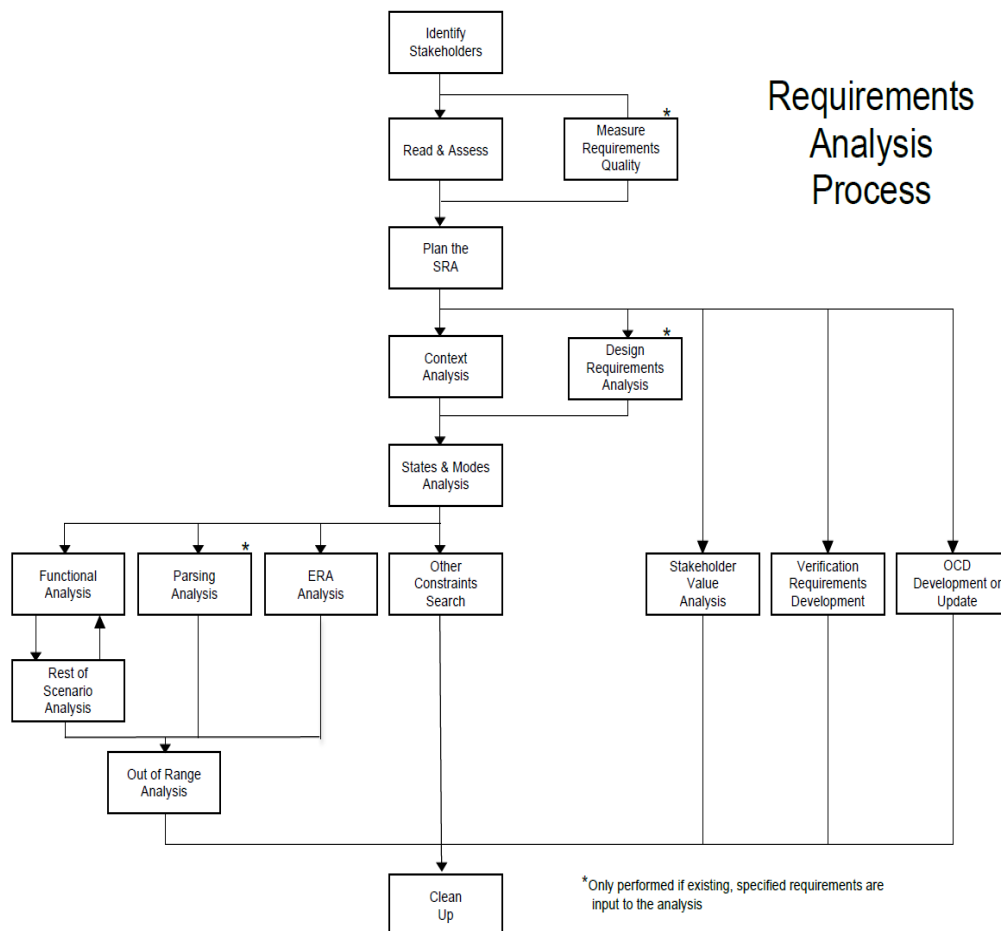 Identify
Stakeholders
Requirements
Analysis
Process
Read & Assess
*
Measure
Requirements
Quality
Plan the
SRA
Context
Analysis
*
Design
Requirements
Analysis
States & Modes
Analysis
Functional
Analysis
*
Parsing
Analysis
ERA
Analysis
Other
Constraints
Search
Stakeholder
Value
Analysis
Verification
Requirements
Development
OCD
Development or
Update
Rest of
Scenario
Analysis
Out of Range
Analysis
Clean
Up
*Only performed if existing, specified requirements are
input to the analysis